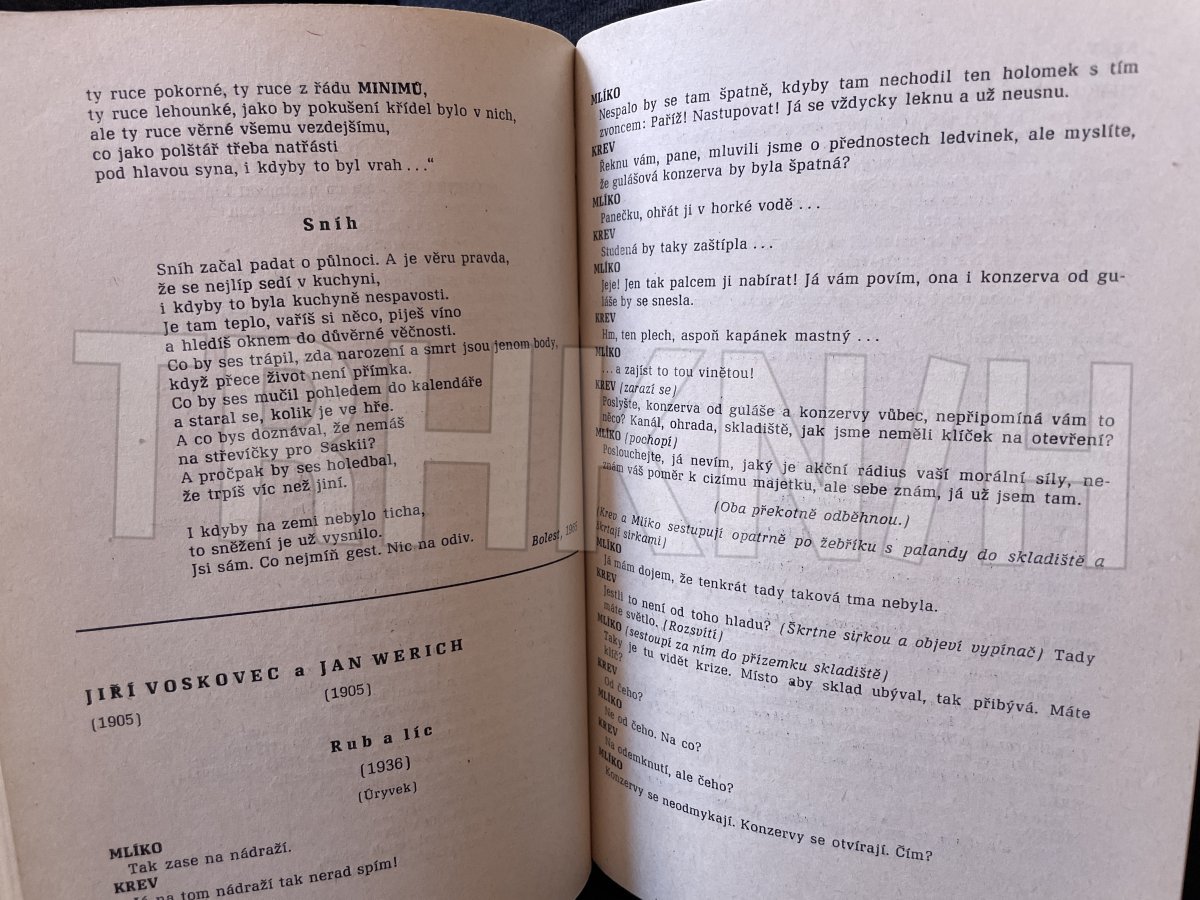 ty ruce pokorné, ty ruce z řádu MINIMŮ,
ty ruce lehounké, jako by pokušení křídel bylo v nich,
ale ty ruce věrné všemu vezdejšímu,
co jako polštář třeba natřásti
pod hlavou syna, i kdyby to byl vrah . . .“
Sníh
Sníh začal padat o půlnoci. A je věru pravda,
že se nejlíp sedí v kuchyni,
i kdyby to byla kuchyně nespavosti.
Je tam teplo, vaříš si něco, piješ víno
a hledíš oknem do důvěrné věčnosti.
Co by ses trápil, zda narození a smrt jsou jenom body,
když přece život není přímka.
Co by ses mučil pohledem do kalendáře
a staral se, kolik je ve hře.
A co bys doznával, že nemáš
na střevíčky pro Saskii?
A pročpak by ses holedbal,
že trpíš víc než jiní.
I kdyby na zemi nebylo ticha,
to sněžení je už vysnilo.
Jsi sám. Co nejmíň gest. Nic na odiv.
Bolest, 1965
JIŘÍ VOSKOVEC a JAN WERICH
(1905) (1905)
Rub a líc
(1936)
(Úryvek)
MLÍKO
Tak zase na nádraží.
KREV
Já na tom nádraží tak nerad spím!
MLÍKO
Nespalo by se tam špatně, kdyby tam nechodil ten holomek s tím
zvoncem: Paříž! Nastupovat! Já se vždycky leknu a už neusnu.
KREV
Řeknu vám, pane, mluvili jsme o přednostech ledvinek, ale myslíte,
že gulášová konzerva by byla špatná?
MLÍKO
Panečku, ohřát ji v horké vodě . . .
KREV
Studená by taky zaštípla . . .
MLÍKO
Jeje! Jen tak palcem ji nabírat! Já vám povím, ona i konzerva od gu-
láše by se snesla.
KREV
Hm, ten plech, aspoň kapánek mastný . . .
MLÍKO
. . . a zajíst to tou vinětou!
KREV (zarazí se)
Poslyšte, konzerva od guláše a konzervy vůbec, nepřipomíná vám to
něco? Kanál, ohrada, skladiště, jak jsme neměli klíček na otevření?
MLÍKO (pochopí)
Poslouchejte, já nevím, jaký je akční rádius vaší morální síly, ne-
znám váš poměr k cizímu majetku, ale sebe znám, já už jsem tam.
(Oba překotně odběhnou.)
(Krev a Mlíko sestupují opatrně po žebříku s palandy do skladiště a
škrtají sirkami)
MLÍKO
Já mám dojem, že tenkrát tady taková tma nebyla.
KREV
Jestli to není od toho hladu? (Škrtne sirkou a objeví vypínač) Tady
máte světlo. (Rozsvítí)
MLÍKO (sestoupí za ním do přízemku skladiště)
Taky je tu vidět krize. Místo aby sklad ubýval, tak přibývá. Máte
klíč?
KREV
Od čeho?
MLÍKO
Ne od čeho. Na co?
KREV
Na odemknutí, ale čeho?
MLÍKO
Konzervy se neodmykají. Konzervy se otvírají. Čím?
TRHKNIH